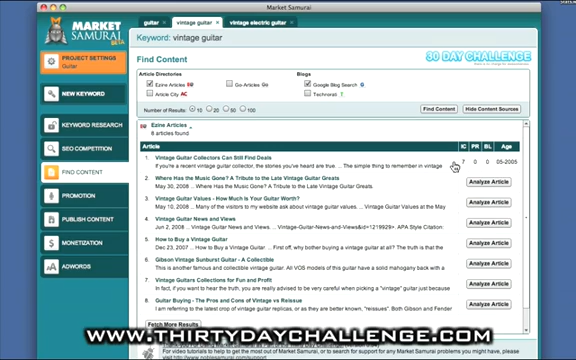 Market Samurai
MARKET
SAMURAI
BETA
guitar
vintage guitar
vintage electric guitar
Keyword: vintage guitar
30 DAY CHALLENGE
PROJECT SETTINGS
Guitar
NEW KEYWORD
KEYWORD RESEARCH
SEO COMPETITION
FIND CONTENT
PROMOTION
PUBLISH CONTENT
MONETIZATION
ADWORDS
Find Content
Article Directories
Blogs
Ezine Articles
Go-Articles
Google Blog Search
Article City AC
Technorati
Number of Results: 10 20 50 100
Find Content
Hide Content Sources
Ezine Articles
8 articles found
Article IC PR BL Age
1. Vintage Guitar Collectors Can Still Find Deals
If you're a recent vintage guitar collector, the stories you've heard are true. ... The simple thing to remember in vintage
7 0 0 05-2005
2. Where Has the Music Gone? A Tribute to the Late Vintage Guitar Greats
May 30, 2008 - Where Has the Music Gone? A Tribute to the Late Vintage Guitar Greats.
Analyze Article
3. Vintage Guitar Values - How Much is Your Guitar Worth?
May 10, 2008 - Many of the visitors to my website ask about vintage guitar values. ... Vintage Guitar Values at the May
Analyze Article
4. Vintage Guitar News and Views
Jun 2, 2008 - Vintage Guitar News and Views. ... -Vintage-Guitar-News-and-Views&id=1219929>. APA Style Citation:
Analyze Article
5. How to Buy a Vintage Guitar
Dec 23, 2007 - How to Buy a Vintage Guitar ... First off, why bother buying a vintage guitar at all? The truth is that the
Analyze Article
6. Gibson Vintage Sunburst Guitar - A Collectible
This is another famous and collectible vintage guitar. All VOS models of this guitar have a solid mahogany back with a
Analyze Article
7. Vintage Guitars Collections for Fun and Profit
In fact, if you want to hear the truth, you are really advised to be very careful when picking a "vintage" guitar just because
Analyze Article
8. Guitar Buying - The Pros and Cons of Vintage vs Reissue
I am referring to the latest crop of vintage guitar replicas, or as they are better known, "reissues". Both Gibson and Fender
Analyze Article
Fetch More Results
WWW.THIRTYDAYCHALLENGE.COM
For video tutorials to help you get the most out of Market Samurai, or to search for support for any Market Samurai problems you might have, please